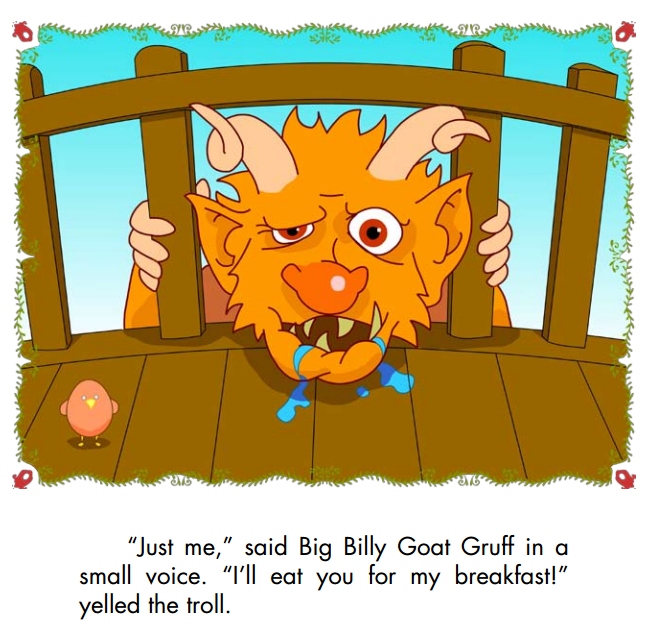 “Just me,” said Big Billy Goat Gruff in a
small voice. “I’ll eat you for my breakfast!”
yelled the troll.